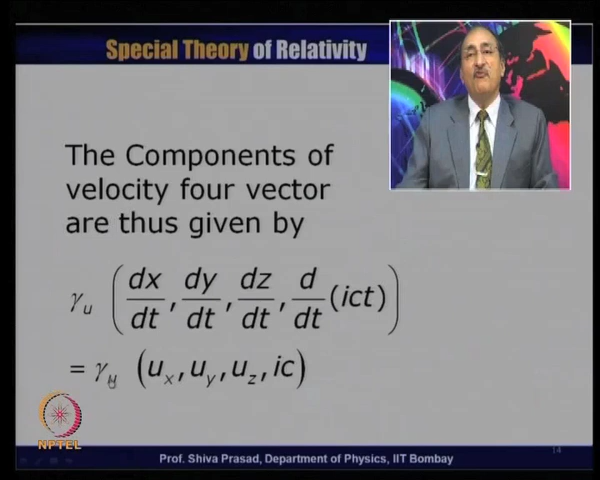 Special Theory of Relativity
The Components of
velocity four vector
are thus given by
γu (dx/dt, dy/dt, dz/dt, d/dt (ict))
= γu (ux, uy, uz, ic)
NPTEL
14
Prof. Shiva Prasad, Department of Physics, IIT Bombay